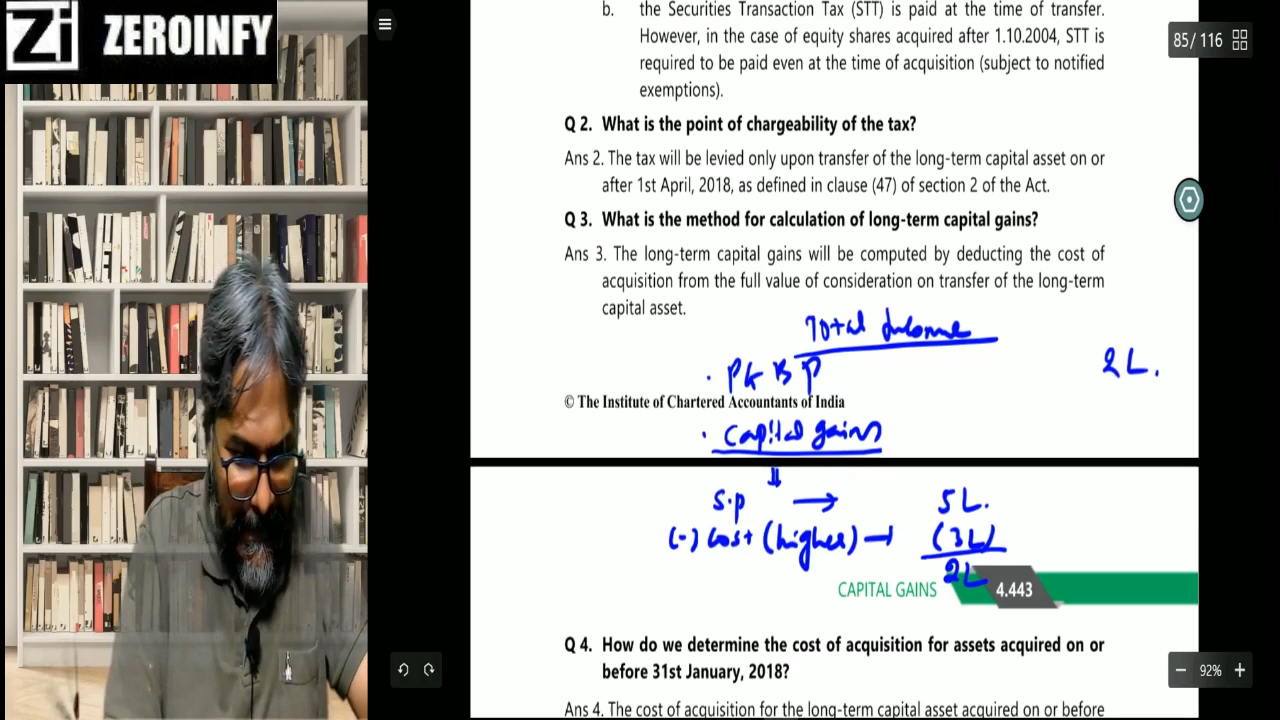 Zi ZEROINFY
85/ 116
b. the Securities Transaction Tax (STT) is paid at the time of transfer.
However, in the case of equity shares acquired after 1.10.2004, STT is
required to be paid even at the time of acquisition (subject to notified
exemptions).
Q 2. What is the point of chargeability of the tax?
Ans 2. The tax will be levied only upon transfer of the long-term capital asset on or
after 1st April, 2018, as defined in clause (47) of section 2 of the Act.
Q 3. What is the method for calculation of long-term capital gains?
Ans 3. The long-term capital gains will be computed by deducting the cost of
acquisition from the full value of consideration on transfer of the long-term
capital asset.
Total Income
. P & B P 2L.
© The Institute of Chartered Accountants of India
. Capital gains
S.p → 5L.
(-) Cost (higher) → (3L)
2L
CAPITAL GAINS 4.443
Q 4. How do we determine the cost of acquisition for assets acquired on or
before 31st January, 2018?
Ans 4. The cost of acquisition for the long-term capital asset acquired on or before
− 92% +